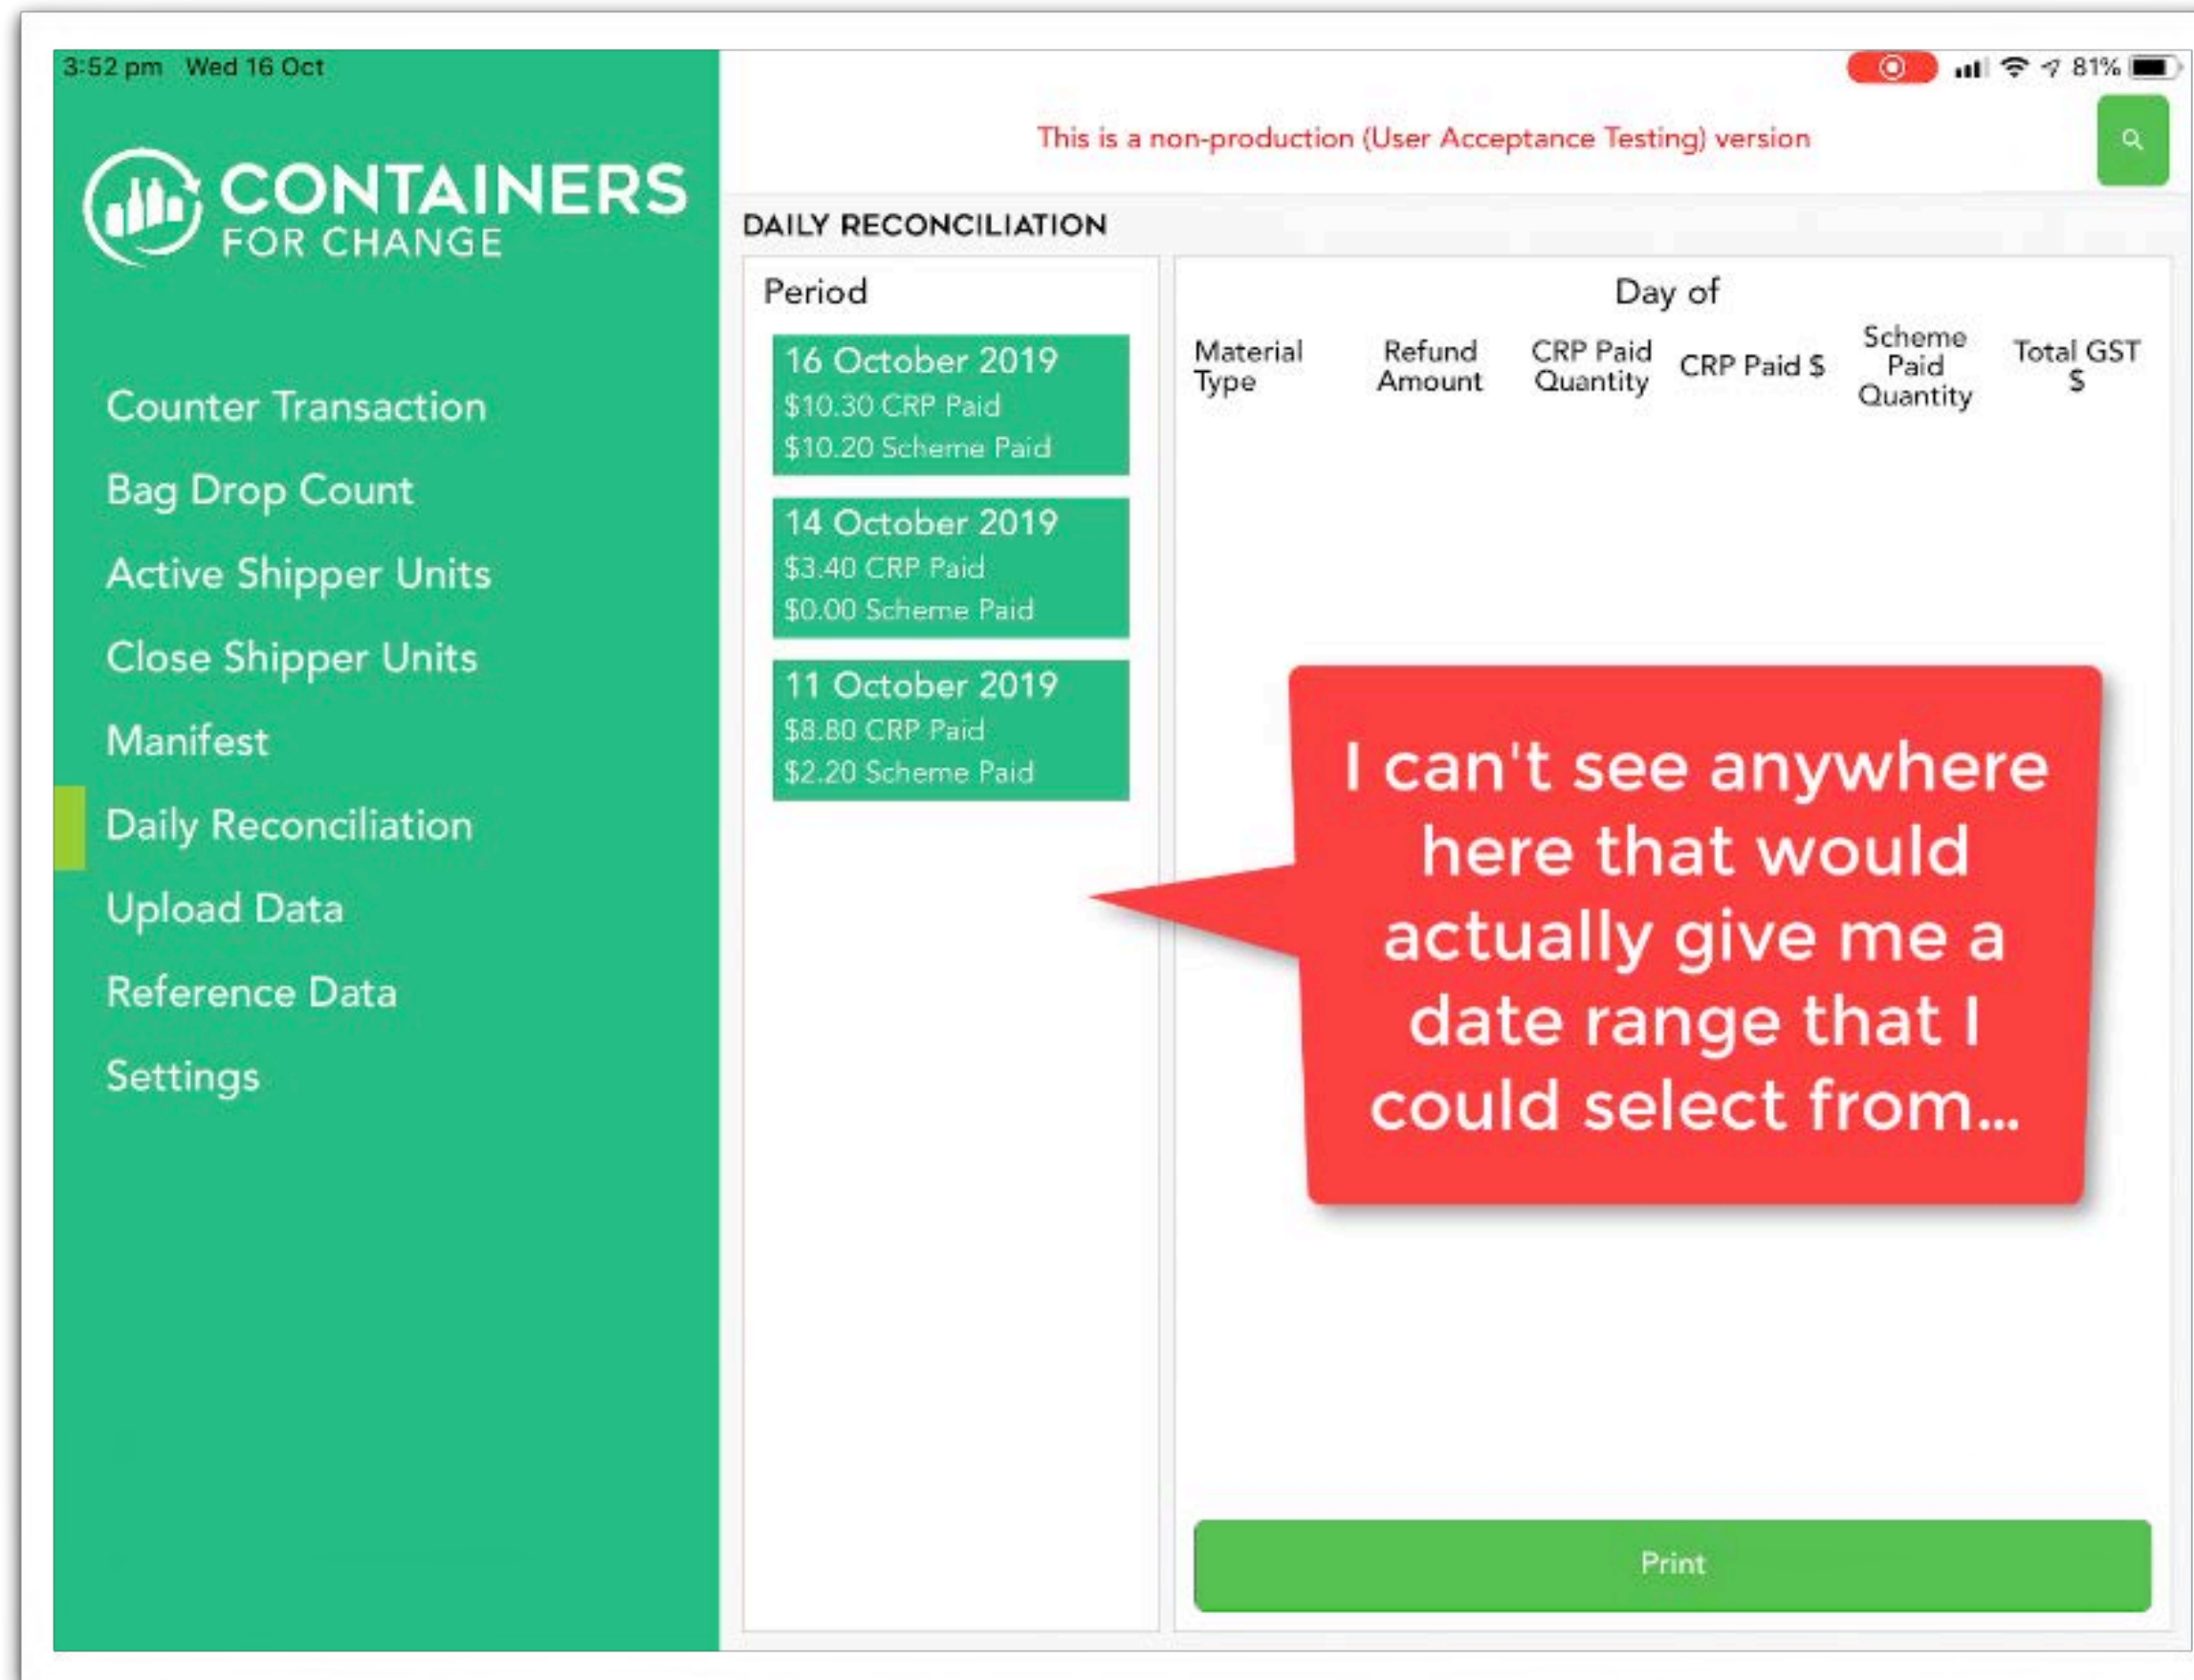 3:52 pm Wed 16 Oct
81%
CONTAINERS
FOR CHANGE
Counter Transaction
Bag Drop Count
Active Shipper Units
Close Shipper Units
Manifest
Daily Reconciliation
Upload Data
Reference Data
Settings
This is a non-production (User Acceptance Testing) version
DAILY RECONCILIATION
Period
16 October 2019
$10.30 CRP Paid
$10.20 Scheme Paid
14 October 2019
$3.40 CRP Paid
$0.00 Scheme Paid
11 October 2019
$8.80 CRP Paid
$2.20 Scheme Paid
Day of
Material
Type
Refund
Amount
CRP Paid
Quantity
CRP Paid $
Scheme
Paid
Quantity
Total GST
$
I can't see anywhere
here that would
actually give me a
date range that I
could select from...
Print